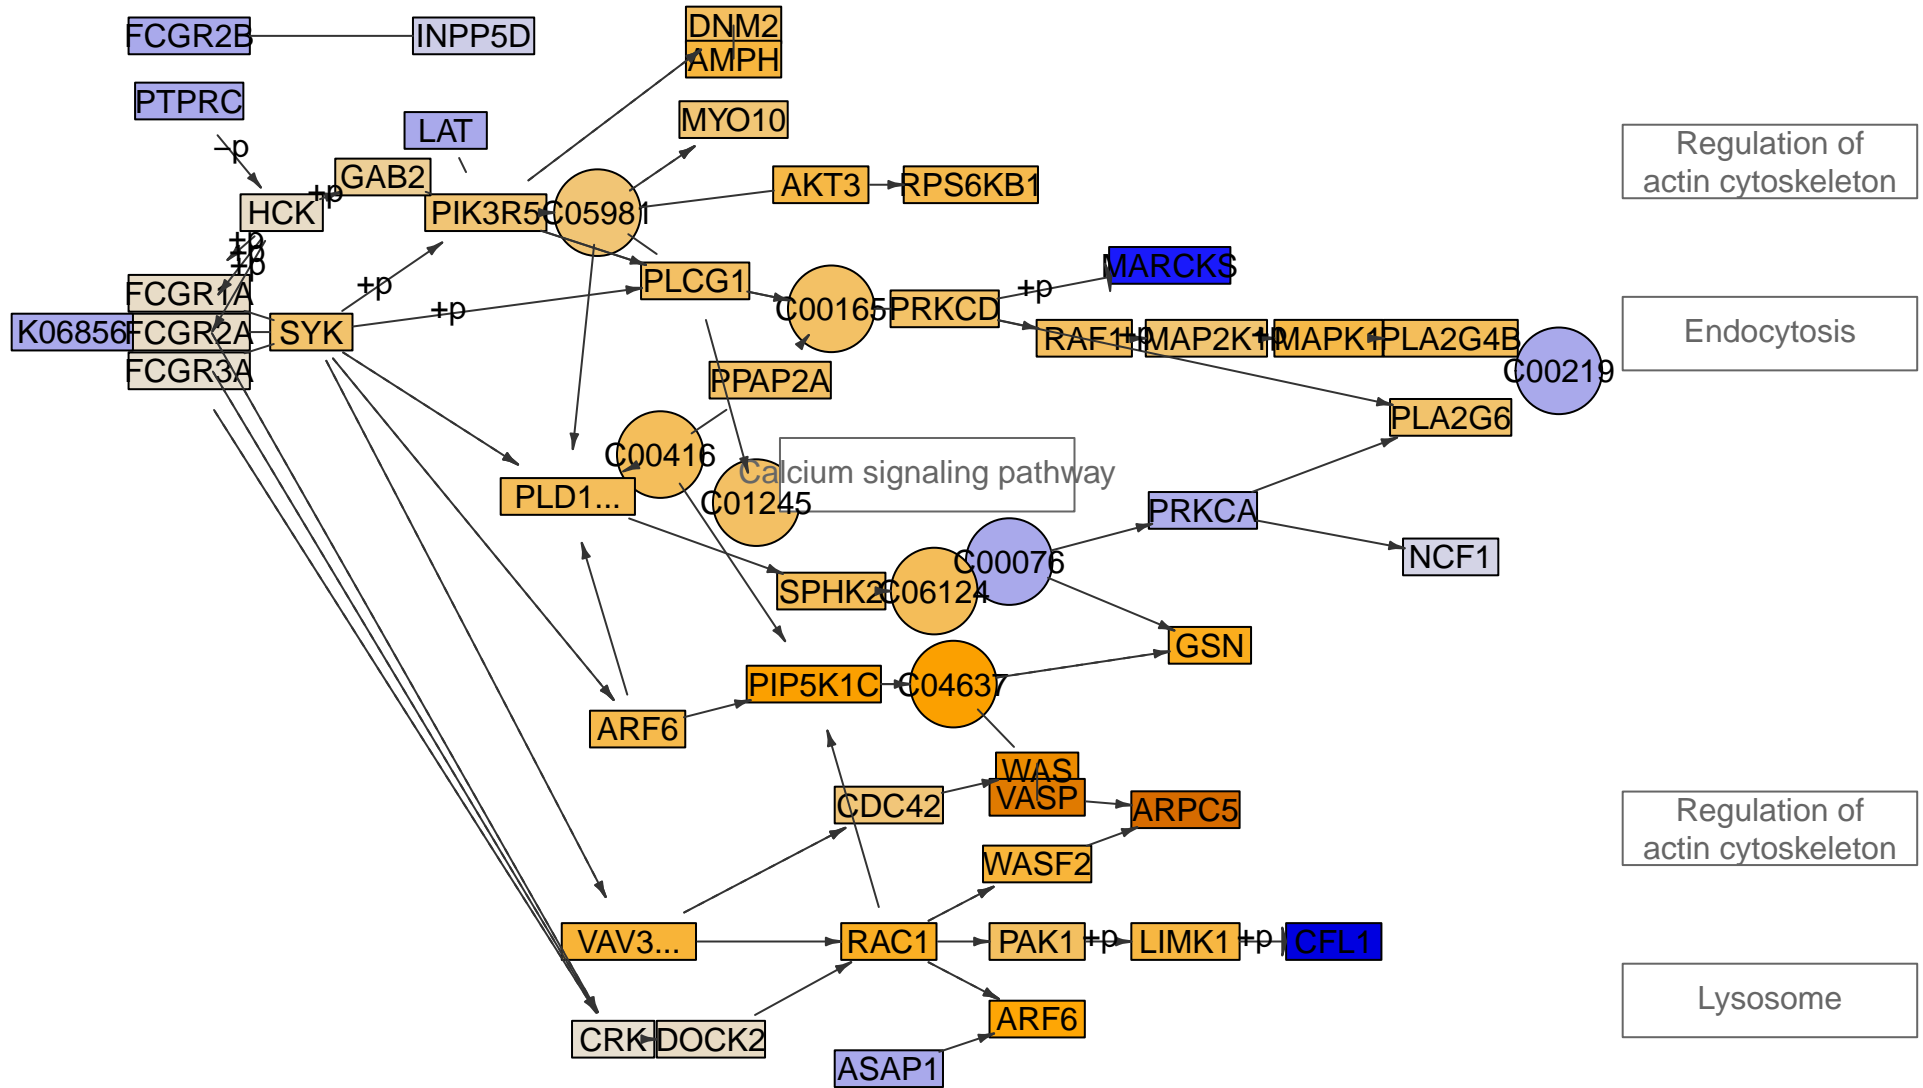 FCGR2B
INPP5D
DNM2
AMPH
PTPRC
LAT
MYO10
Regulation of
actin cytoskeleton
–p
GAB2
+p
HCK
PIK3R5
C05981
AKT3
RPS6KB1
+p
+p
+p
FCGR1A
+p
PLCG1
C00165
PRKCD
+p
MARCKS
K06856
FCGR2A
SYK
+p
RAF1
+p
MAP2K1
+p
MAPK1
PLA2G4B
C00219
Endocytosis
FCGR3A
PPAP2A
PLA2G6
C00416
Calcium signaling pathway
PLD1...
C01245
PRKCA
NCF1
C00076
SPHK2
C06124
GSN
PIP5K1C
C04637
ARF6
WAS
VASP
CDC42
ARPC5
Regulation of
actin cytoskeleton
WASF2
VAV3...
RAC1
PAK1
+p
LIMK1
+p
CFL1
Lysosome
ARF6
CRK
DOCK2
ASAP1